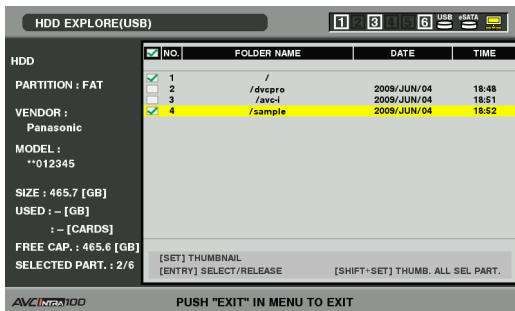 HDD EXPLORE(USB)
1 2 3 4 5 6 USB eSATA
HDD
PARTITION : FAT
VENDOR :
Panasonic
MODEL :
**012345
SIZE : 465.7 [GB]
USED : – [GB]
: – [CARDS]
FREE CAP. : 465.6 [GB]
SELECTED PART. : 2/6
NO. FOLDER NAME DATE TIME
1 /
2 /dvcpro 2009/JUN/04 18:48
3 /avc-i 2009/JUN/04 18:51
4 /sample 2009/JUN/04 18:52
[SET] THUMBNAIL
[ENTRY] SELECT/RELEASE [SHIFT+SET] THUMB. ALL SEL PART.
AVC INTRA 100 PUSH "EXIT" IN MENU TO EXIT